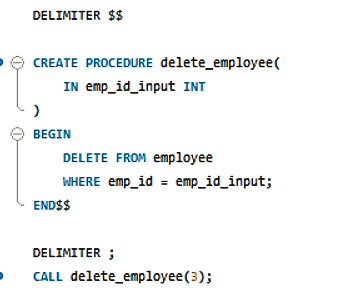 DELIMITER $$
CREATE PROCEDURE delete_employee(
IN emp_id_input INT
)
BEGIN
DELETE FROM employee
WHERE emp_id = emp_id_input;
END$$
DELIMITER ;
CALL delete_employee(3);